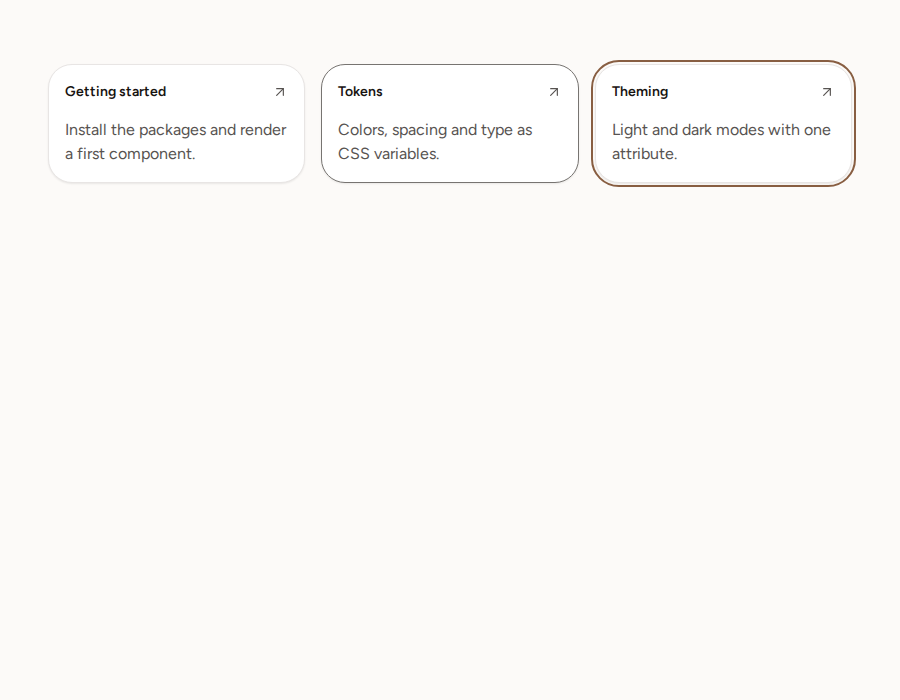 Getting started
Install the packages and render
a first component.
Tokens
Colors, spacing and type as
CSS variables.
Theming
Light and dark modes with one
attribute.